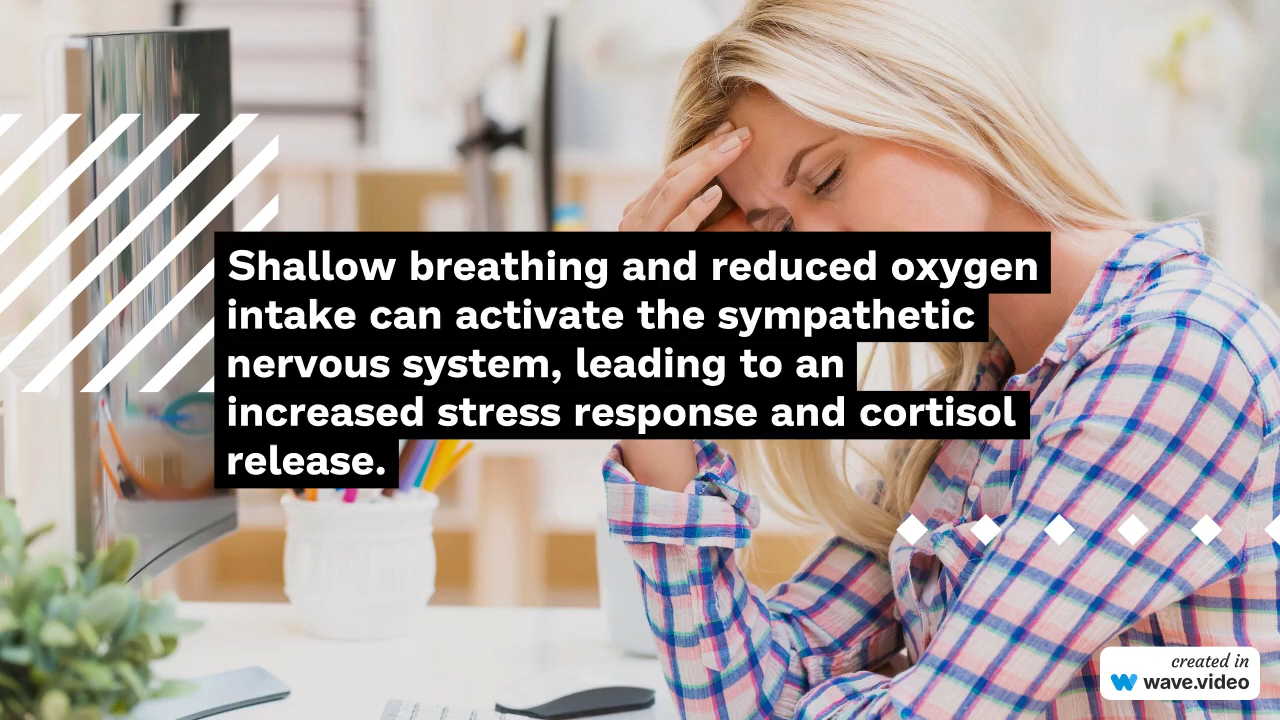 Shallow breathing and reduced oxygen
intake can activate the sympathetic
nervous system, leading to an
increased stress response and cortisol
release.
created in
wave.video